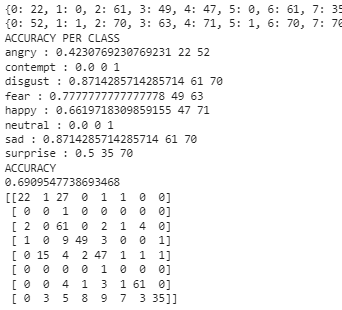 {0: 22, 1: 0, 2: 61, 3: 49, 4: 47, 5: 0, 6: 61, 7: 35
{0: 52, 1: 1, 2: 70, 3: 63, 4: 71, 5: 1, 6: 70, 7: 70
ACCURACY PER CLASS
angry : 0.4230769230769231 22 52
contempt : 0.0 0 1
disgust : 0.8714285714285714 61 70
fear : 0.7777777777777778 49 63
happy : 0.6619718309859155 47 71
neutral : 0.0 0 1
sad : 0.8714285714285714 61 70
surprise : 0.5 35 70
ACCURACY
0.6909547738693468
[[22  1 27  0  1  1  0  0]
 [ 0  0  1  0  0  0  0  0]
 [ 2  0 61  0  2  1  4  0]
 [ 1  0  9 49  3  0  0  1]
 [ 0 15  4  2 47  1  1  1]
 [ 0  0  0  0  1  0  0  0]
 [ 0  0  4  1  3  1 61  0]
 [ 0  3  5  8  9  7  3 35]]